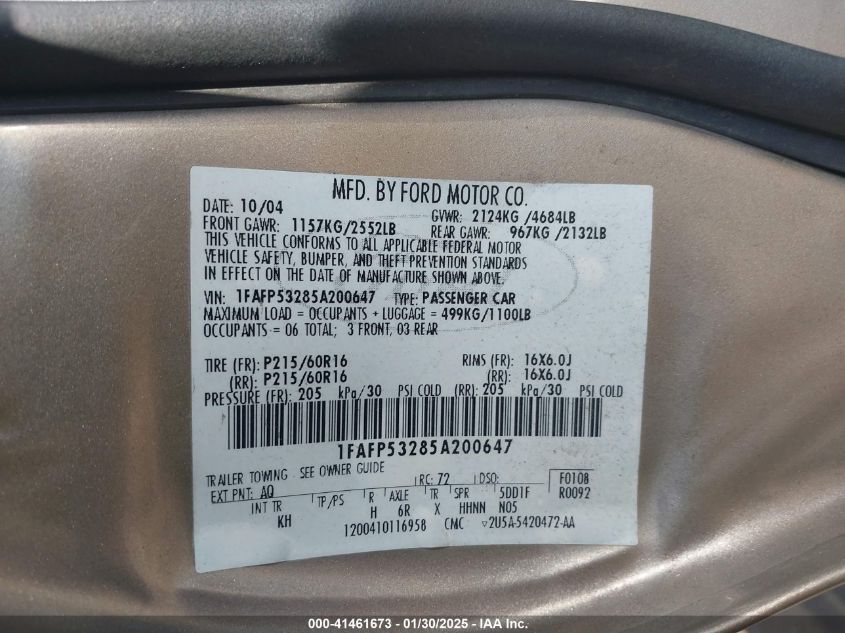 MFD. BY FORD MOTOR CO.
DATE: 10/04 GVWR: 2124KG /4684LB
FRONT GAWR: 1157KG/2552LB REAR GAWR: 967KG /2132LB
THIS VEHICLE CONFORMS TO ALL APPLICABLE FEDERAL MOTOR
VEHICLE SAFETY, BUMPER, AND THEFT PREVENTION STANDARDS
IN EFFECT ON THE DATE OF MANUFACTURE SHOWN ABOVE.
VIN: 1FAFP53285A200647 TYPE: PASSENGER CAR
MAXIMUM LOAD = OCCUPANTS + LUGGAGE = 499KG/1100LB
OCCUPANTS = 06 TOTAL; 3 FRONT, 03 REAR
TIRE (FR): P215/60R16 RIMS (FR): 16X6.0J
(RR): P215/60R16 (RR): 16X6.0J
PRESSURE (FR): 205 kPa/30 PSI COLD (RR): 205 kPa/30 PSI COLD
1FAFP53285A200647
TRAILER TOWING - SEE OWNER GUIDE RC: 72 DSO: F0108
EXT PNT: AQ R0092
INT TR TP/PS R AXLE TR SPR 5DD1F
KH H 6R X HHNN N05
1200410116958 CMC ▽2U5A-5420472-AA
000-41461673 - 01/30/2025 - IAA Inc.